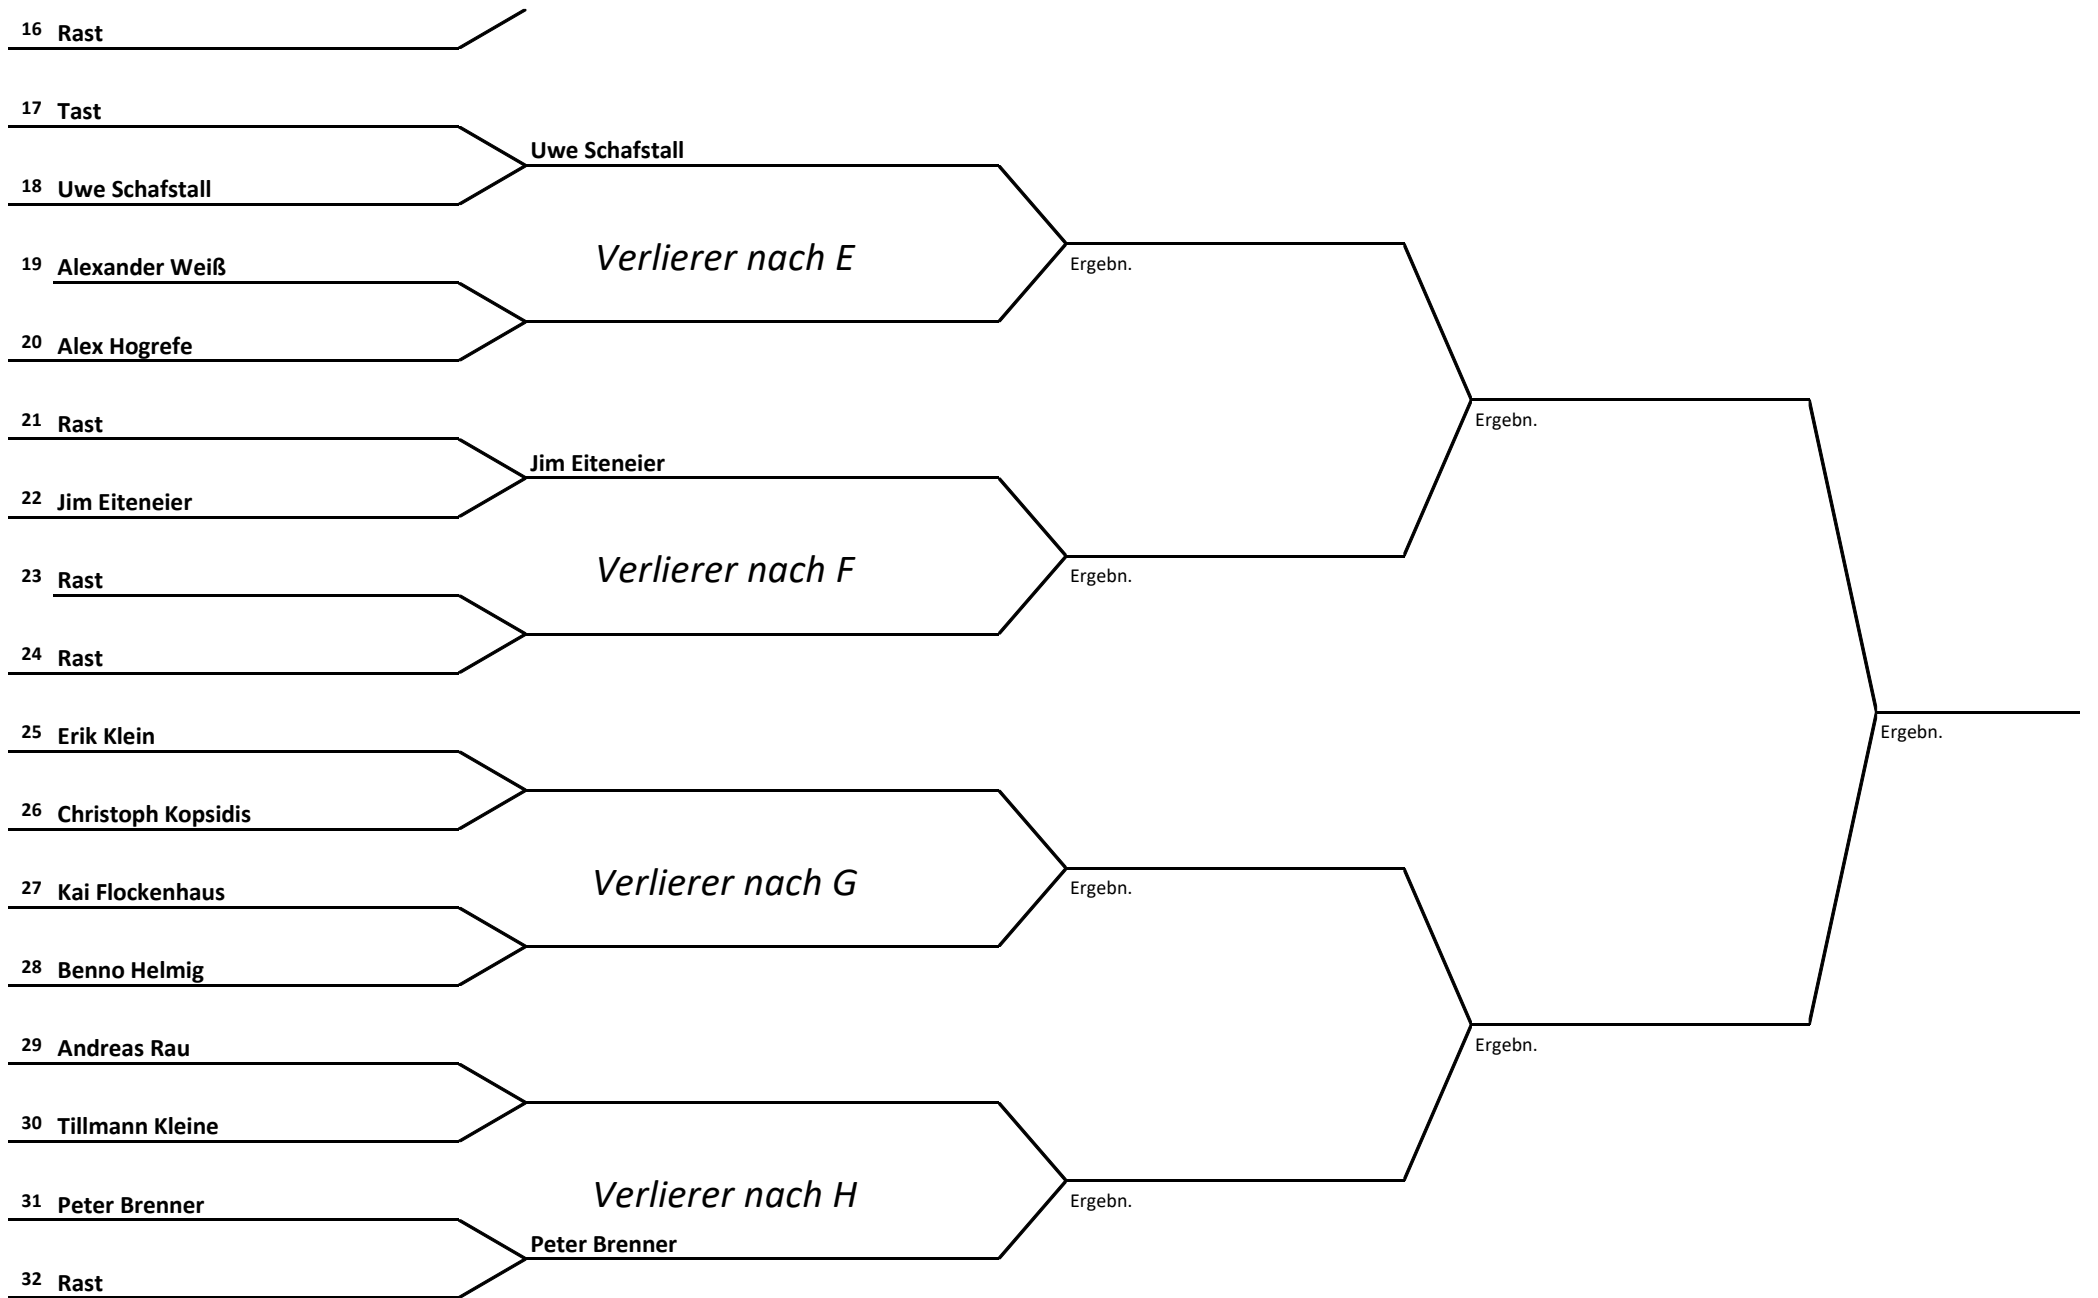 16 Rast
17 Tast
Uwe Schafstall
18 Uwe Schafstall
Verlierer nach E
19 Alexander Weiß
Ergebn.
20 Alex Hogrefe
21 Rast
Ergebn.
Jim Eiteneier
22 Jim Eiteneier
Verlierer nach F
23 Rast
Ergebn.
24 Rast
25 Erik Klein
Ergebn.
26 Christoph Kopsidis
Verlierer nach G
27 Kai Flockenhaus
Ergebn.
28 Benno Helmig
29 Andreas Rau
Ergebn.
30 Tillmann Kleine
Verlierer nach H
31 Peter Brenner
Ergebn.
Peter Brenner
32 Rast